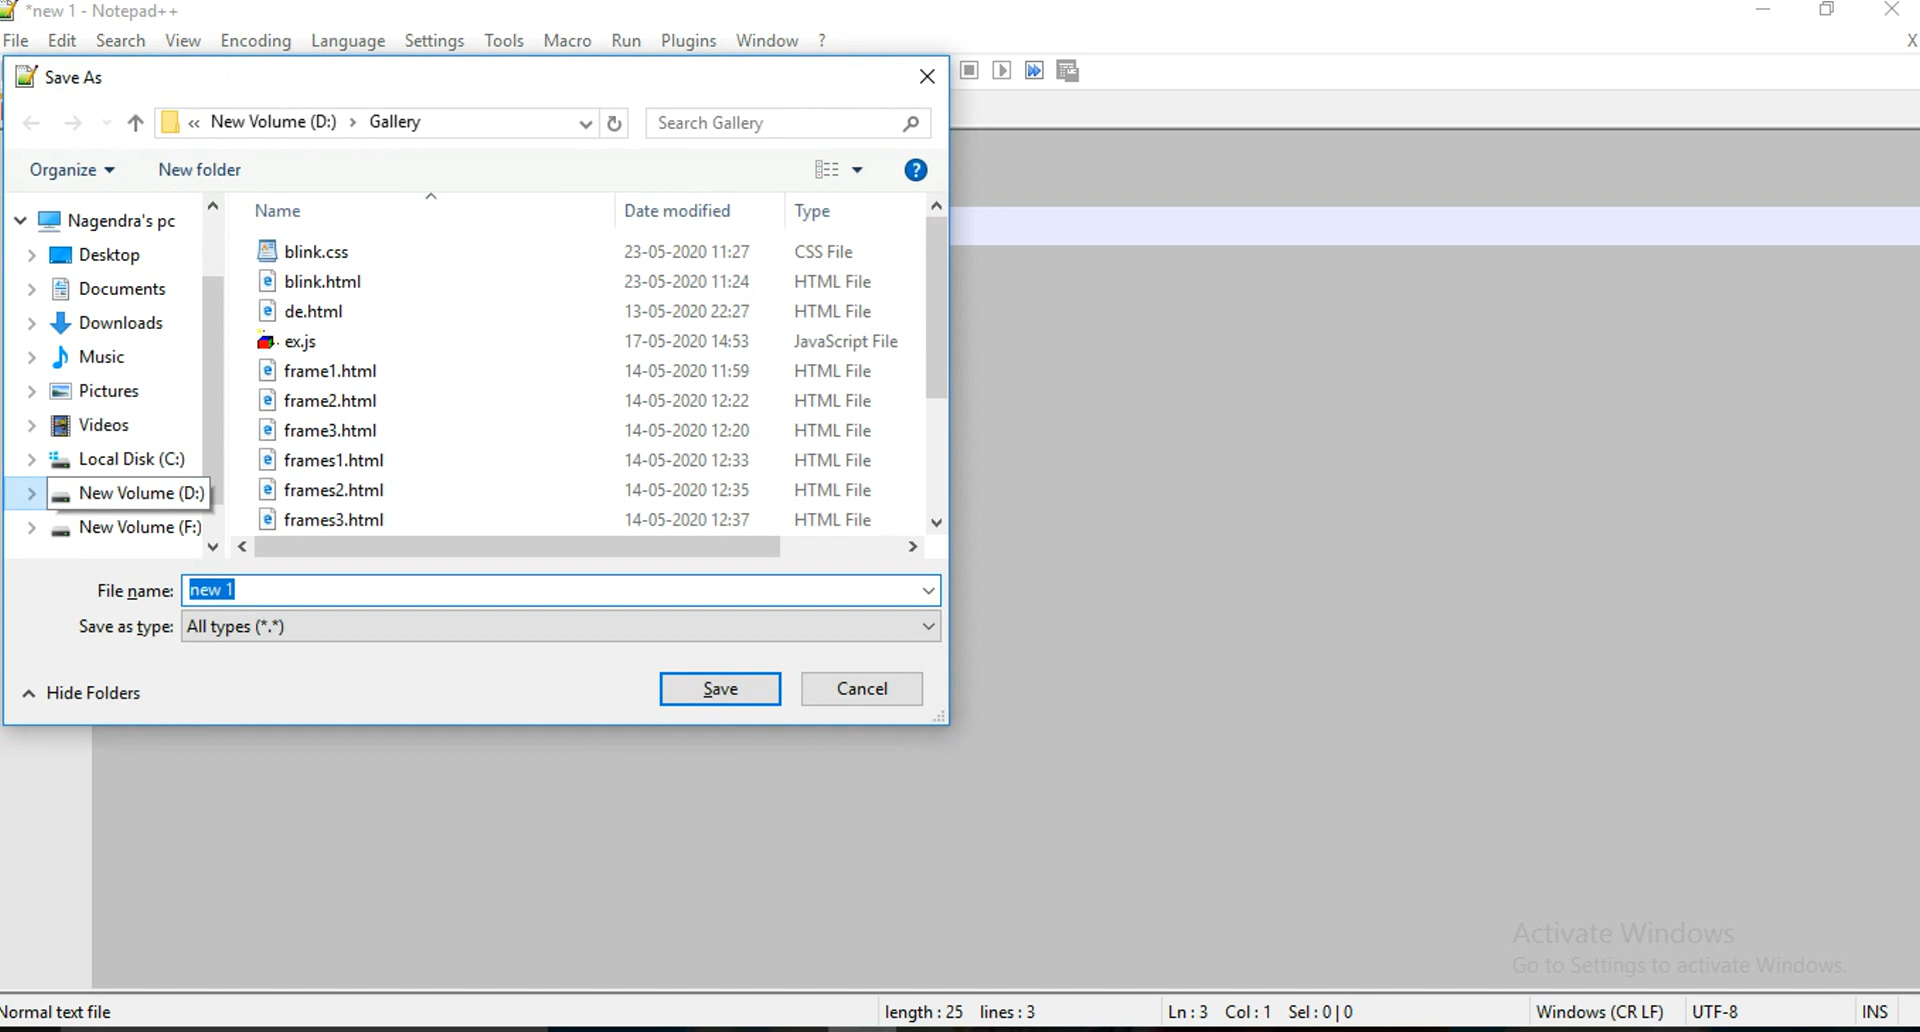 *new 1 - Notepad++
File Edit Search View Encoding Language Settings Tools Macro Run Plugins Window ? X
Save As
« New Volume (D:) › Gallery Search Gallery
Organize New folder ?
Nagendra's pc
Desktop
Documents
Downloads
Music
Pictures
Videos
Local Disk (C:)
New Volume (D:)
New Volume (F:)
Name Date modified Type
blink.css 23-05-2020 11:27 CSS File
blink.html 23-05-2020 11:24 HTML File
de.html 13-05-2020 22:27 HTML File
ex.js 17-05-2020 14:53 JavaScript File
frame1.html 14-05-2020 11:59 HTML File
frame2.html 14-05-2020 12:22 HTML File
frame3.html 14-05-2020 12:20 HTML File
frames1.html 14-05-2020 12:33 HTML File
frames2.html 14-05-2020 12:35 HTML File
frames3.html 14-05-2020 12:37 HTML File
File name: new 1
Save as type: All types (*.*)
Hide Folders Save Cancel
Activate Windows
Go to Settings to activate Windows.
Normal text file length : 25 lines : 3 Ln : 3 Col : 1 Sel : 0 | 0 Windows (CR LF) UTF-8 INS